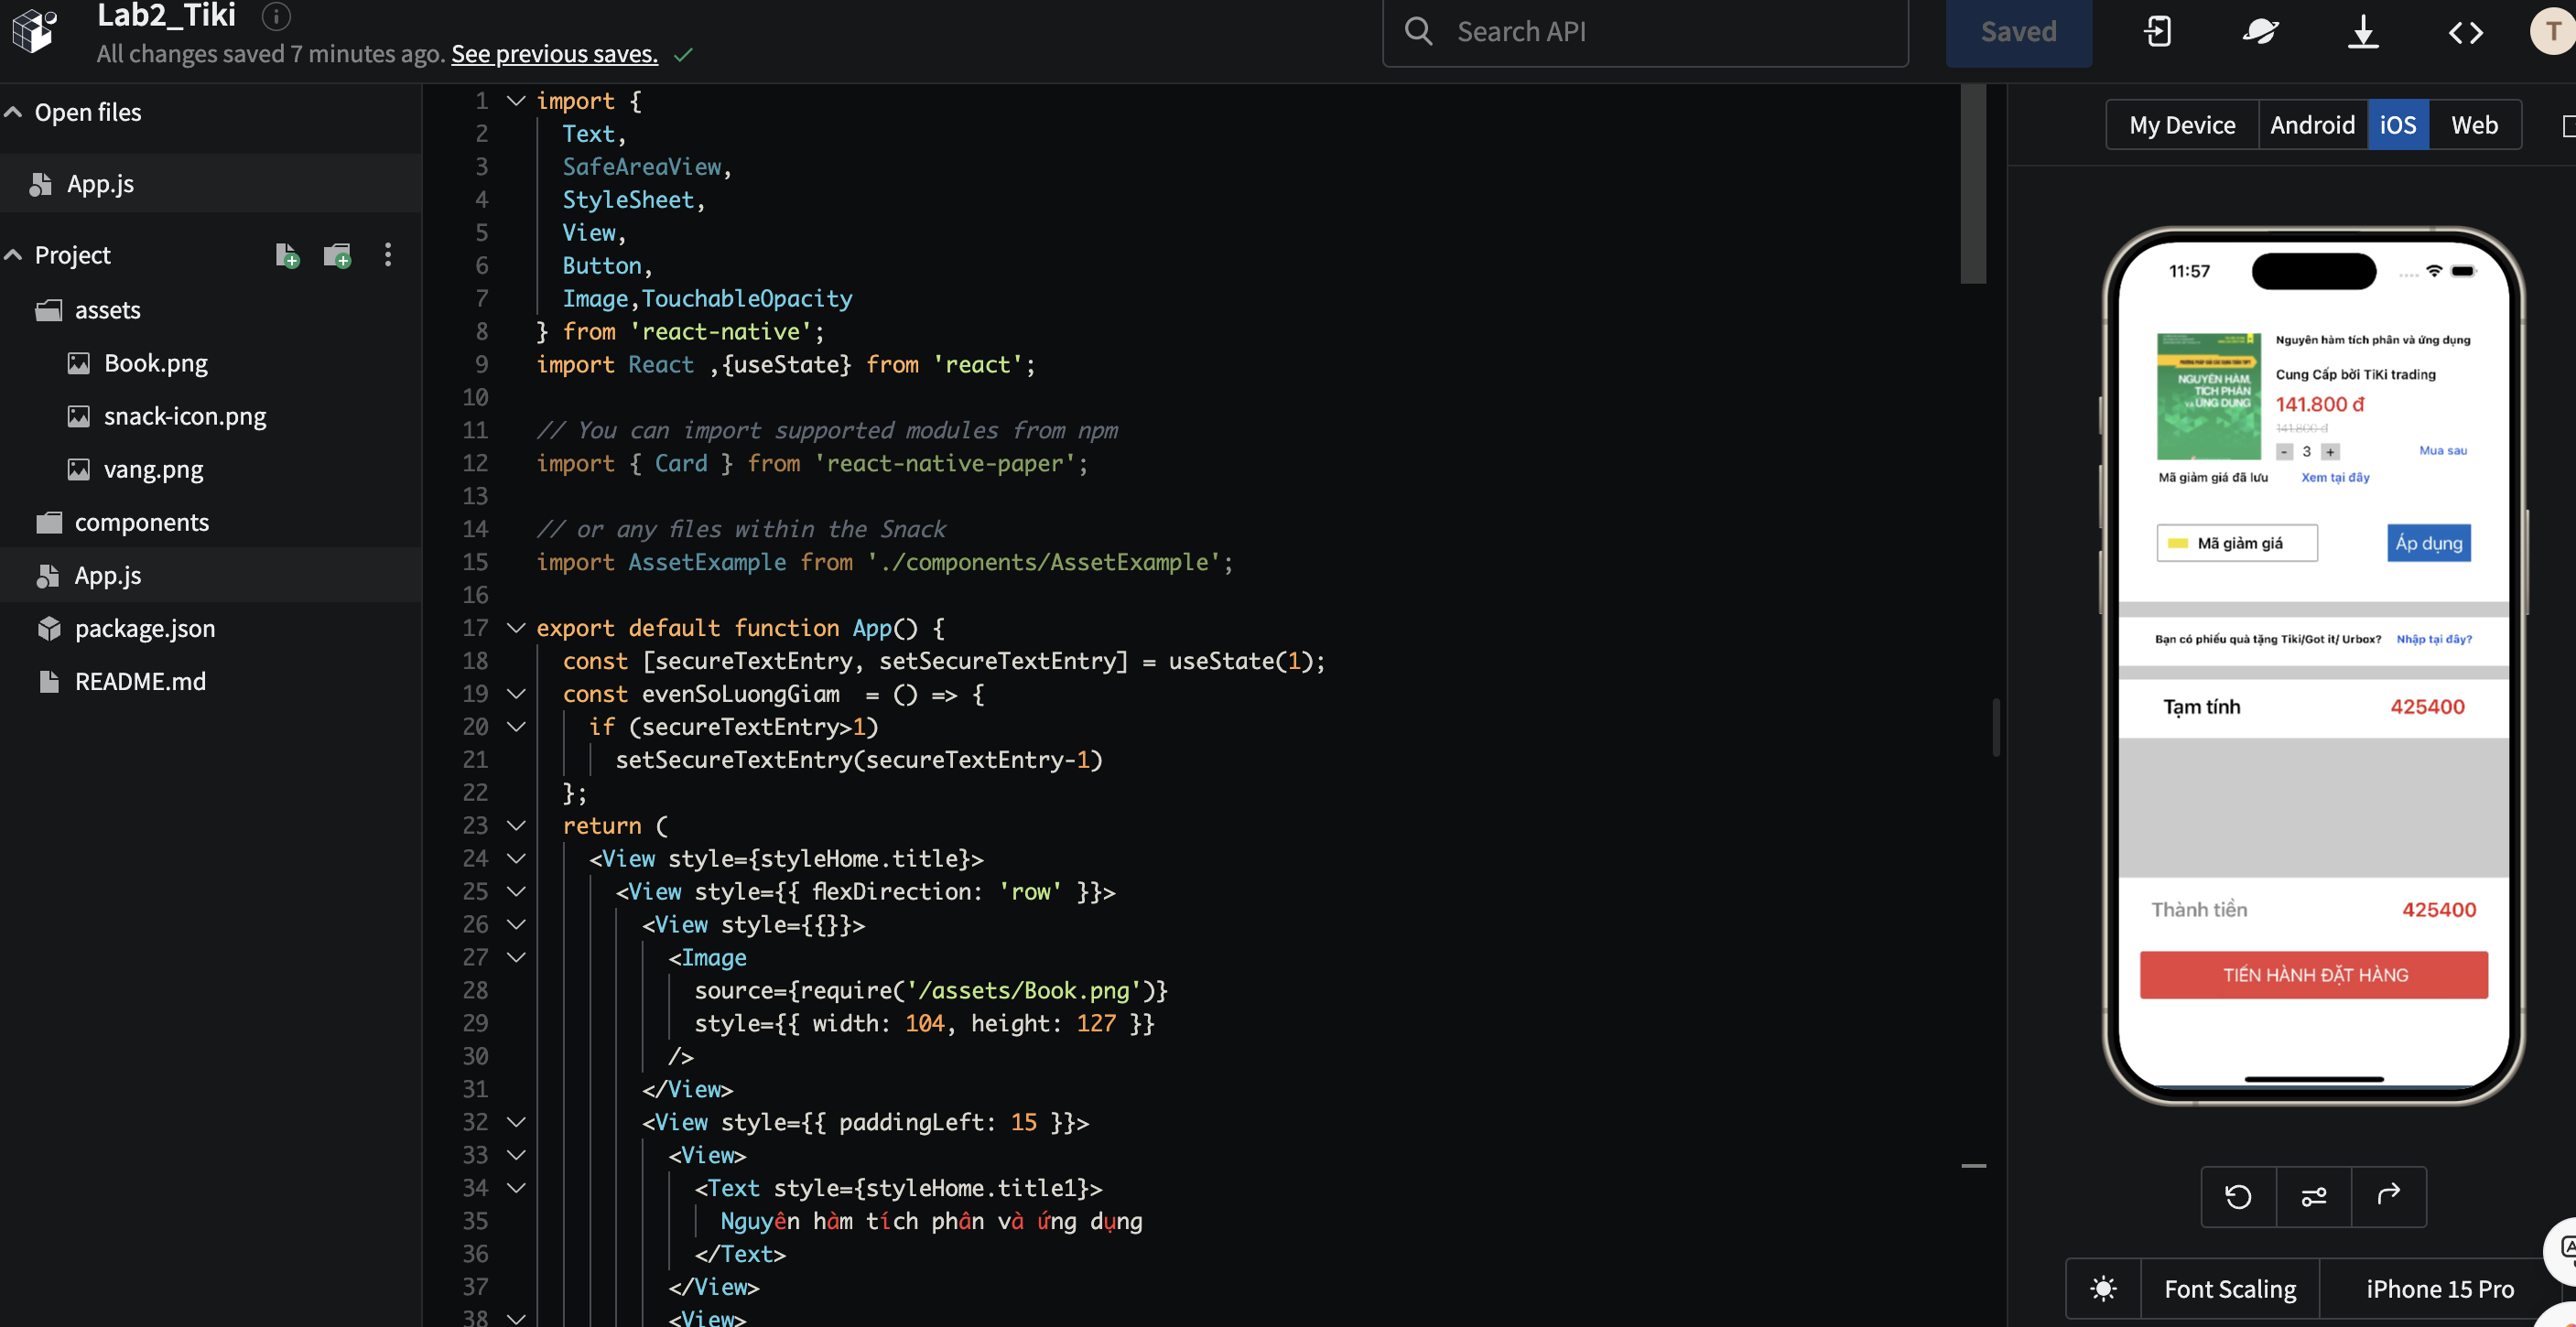 Lab2_Tiki
All changes saved 7 minutes ago. See previous saves.
Search API
Saved
T
Open files
App.js
Project
assets
Book.png
snack-icon.png
vang.png
components
App.js
package.json
README.md
1 import {
2 Text,
3 SafeAreaView,
4 StyleSheet,
5 View,
6 Button,
7 Image,TouchableOpacity
8 } from 'react-native';
9 import React ,{useState} from 'react';
10
11 // You can import supported modules from npm
12 import { Card } from 'react-native-paper';
13
14 // or any files within the Snack
15 import AssetExample from './components/AssetExample';
16
17 export default function App() {
18 const [secureTextEntry, setSecureTextEntry] = useState(1);
19 const evenSoLuongGiam  = () => {
20 if (secureTextEntry>1)
21 setSecureTextEntry(secureTextEntry-1)
22 };
23 return (
24 <View style={styleHome.title}>
25 <View style={{ flexDirection: 'row' }}>
26 <View style={{}}>
27 <Image
28 source={require('/assets/Book.png')}
29 style={{ width: 104, height: 127 }}
30 />
31 </View>
32 <View style={{ paddingLeft: 15 }}>
33 <View>
34 <Text style={styleHome.title1}>
35 Nguyên hàm tích phân và ứng dụng
36 </Text>
37 </View>
38 <View>
My Device
Android
iOS
Web
11:57
NGUYÊN HÀM,
TÍCH PHÂN
VÀ ỨNG DỤNG
Nguyên hàm tích phân và ứng dụng
Cung Cấp bởi TiKi trading
141.800 đ
141.800 đ
- 3 +
Mua sau
Mã giảm giá đã lưu
Xem tại đây
Mã giảm giá
Áp dụng
Bạn có phiếu quà tặng Tiki/Got it/ Urbox?
Nhập tại đây?
Tạm tính
425400
Thành tiền
425400
TIẾN HÀNH ĐẶT HÀNG
Font Scaling
iPhone 15 Pro